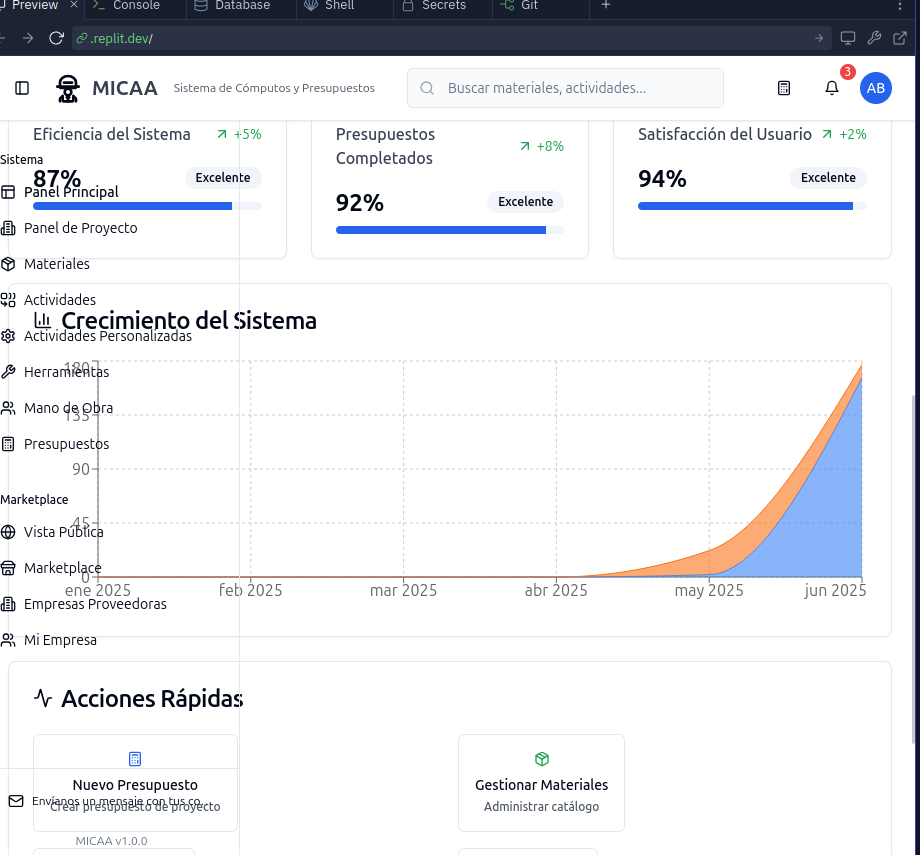 Preview × Console Database Shell Secrets Git +
.replit.dev/
MICAA Sistema de Cómputos y Presupuestos Buscar materiales, actividades... 3 AB
Eficiencia del Sistema +5%
87% Excelente
Presupuestos Completados +8%
92% Excelente
Satisfacción del Usuario +2%
94% Excelente
Sistema
Panel Principal
Panel de Proyecto
Materiales
Actividades
Actividades Personalizadas
Herramientas
Mano de Obra
Presupuestos
Marketplace
Vista Pública
Marketplace
Empresas Proveedoras
Mi Empresa
Envíanos un mensaje con tus co...
MICAA v1.0.0
Crecimiento del Sistema
180
135
90
45
0
ene 2025 feb 2025 mar 2025 abr 2025 may 2025 jun 2025
Acciones Rápidas
Nuevo Presupuesto
Crear presupuesto de proyecto
Gestionar Materiales
Administrar catálogo